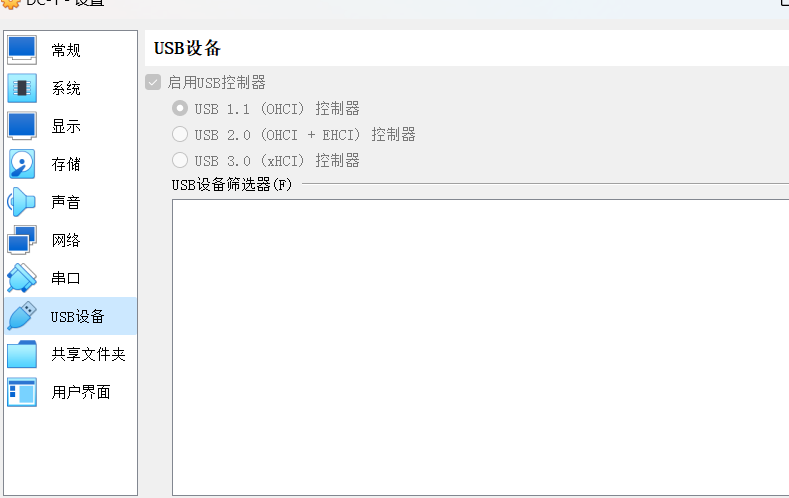 DC-1 - 设置
常规
系统
显示
存储
声音
网络
串口
USB设备
共享文件夹
用户界面
USB设备
启用USB控制器
USB 1.1 (OHCI) 控制器
USB 2.0 (OHCI + EHCI) 控制器
USB 3.0 (xHCI) 控制器
USB设备筛选器(F)